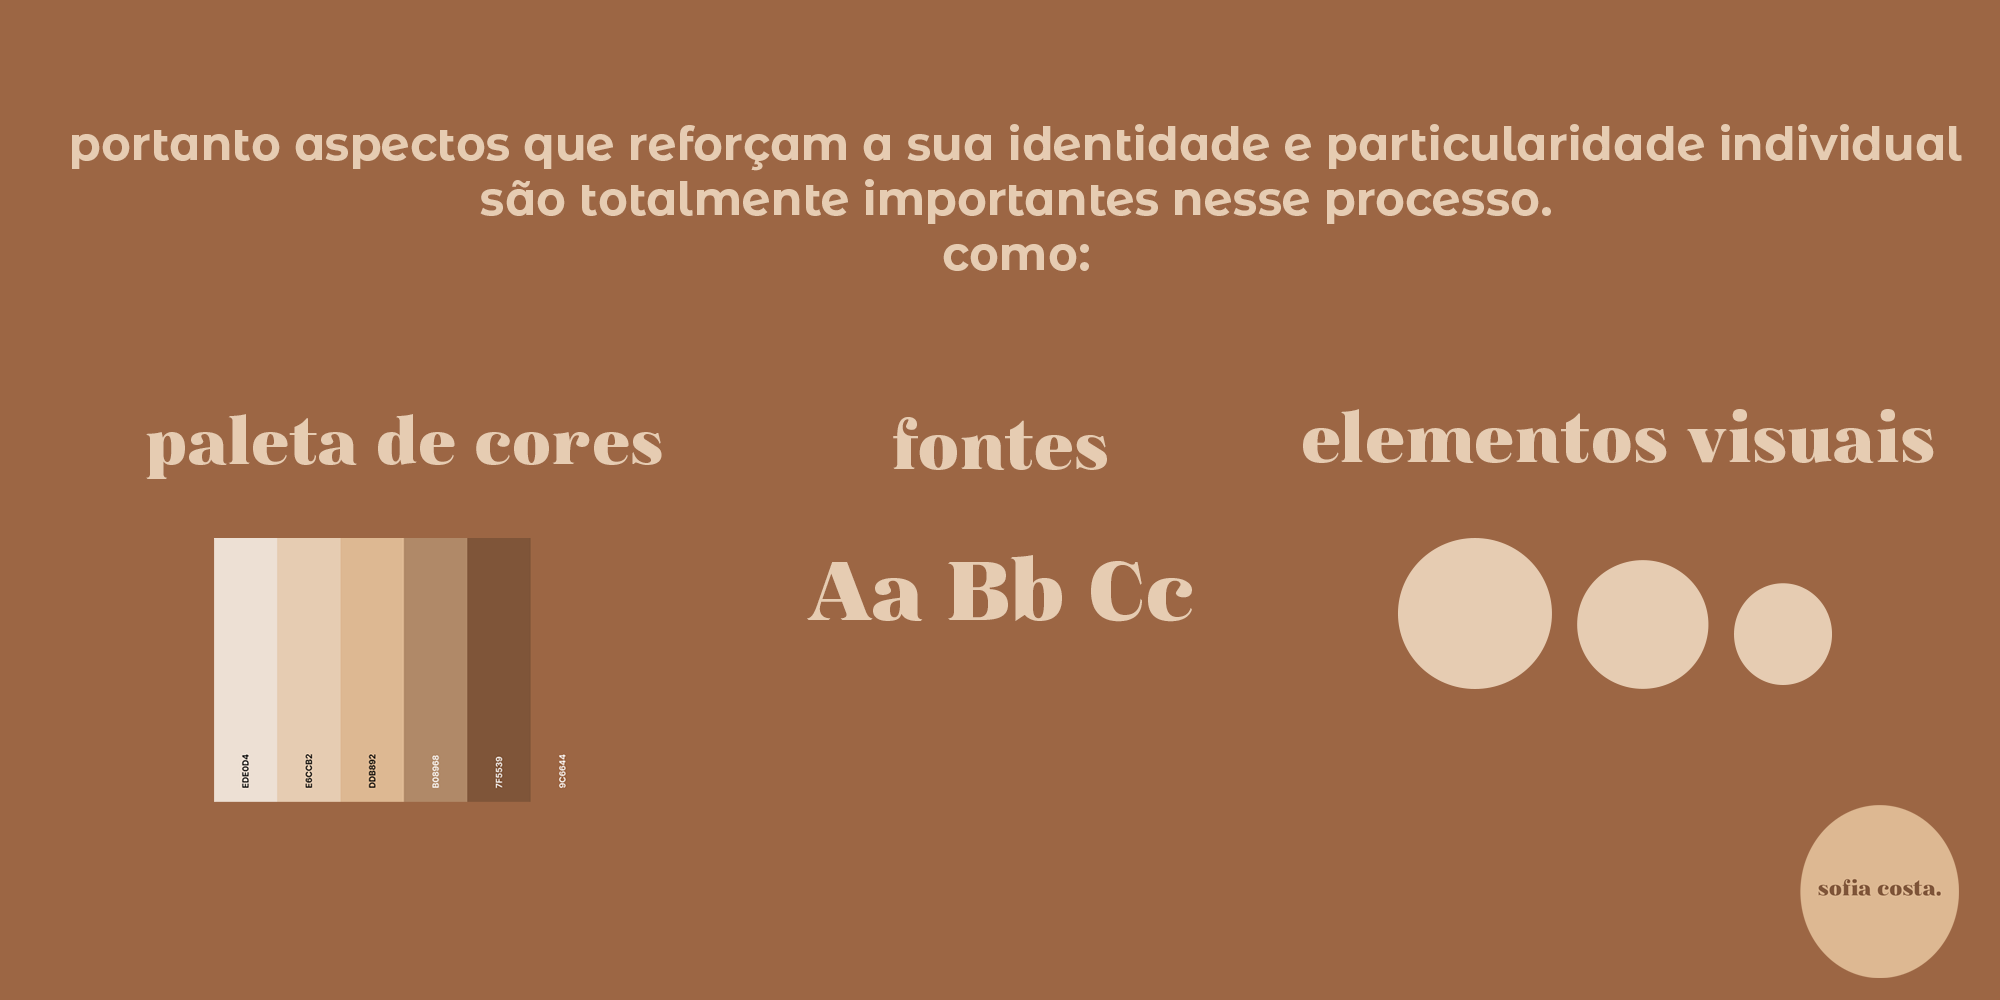 portanto aspectos que reforçam a sua identidade e particularidade individual
são totalmente importantes nesse processo.
como:
paleta de cores
fontes
elementos visuais
Aa Bb Cc
EDE0D4
E6CCB2
DDB892
B08968
7F5539
9C6644
sofia costa.